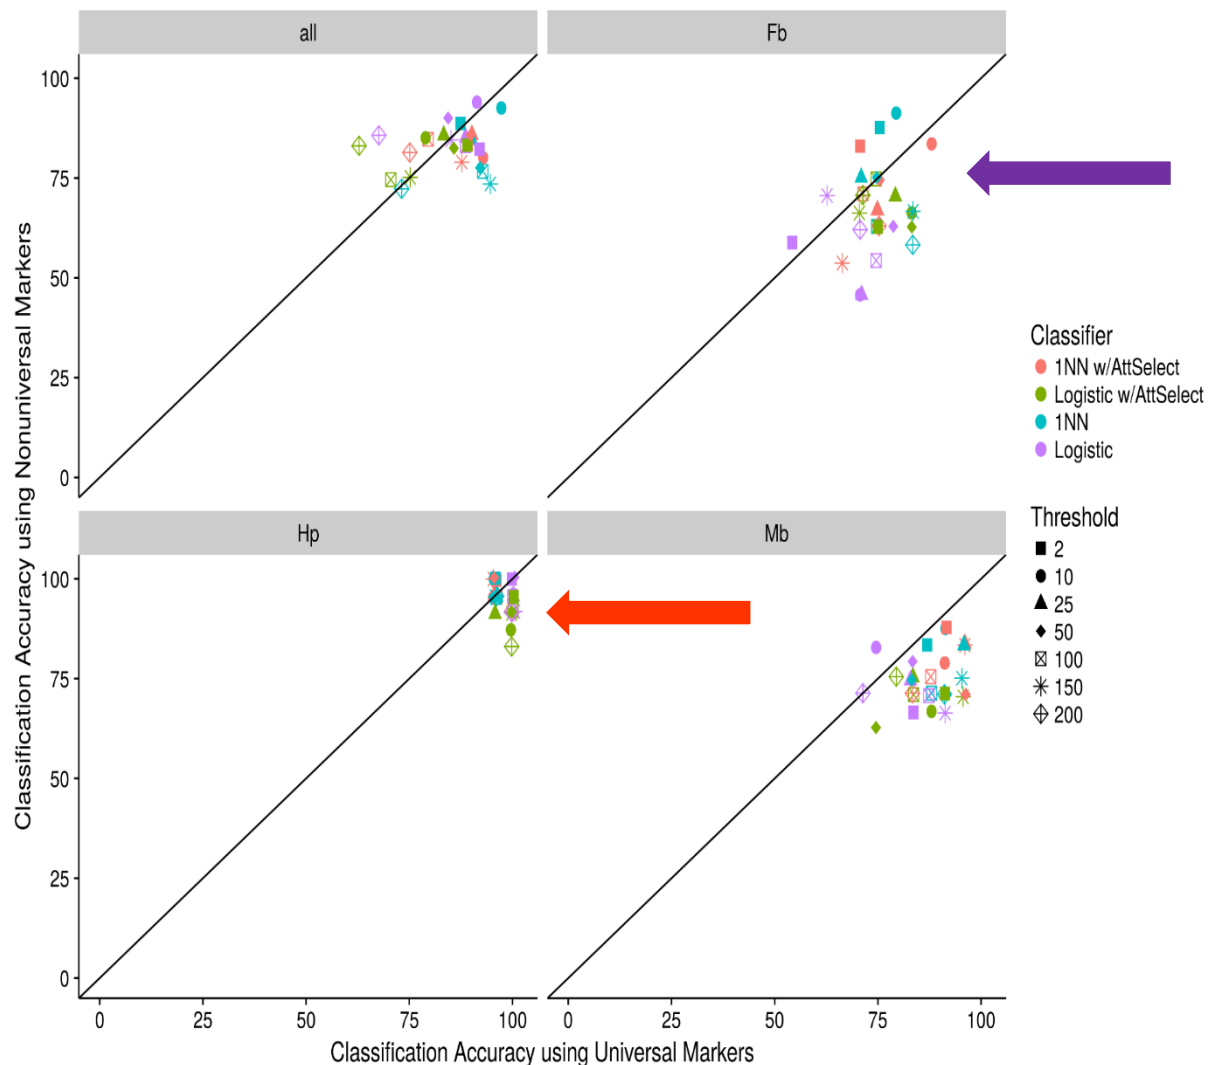 all
Fb
100
75
50
25
0
Hp
Mb
100
75
50
25
0
0
25
50
75
100
0
25
50
75
100
Classification Accuracy using Nonuniversal Markers
Classification Accuracy using Universal Markers
Classifier
1NN w/AttSelect
Logistic w/AttSelect
1NN
Logistic
Threshold
2
10
25
50
100
150
200